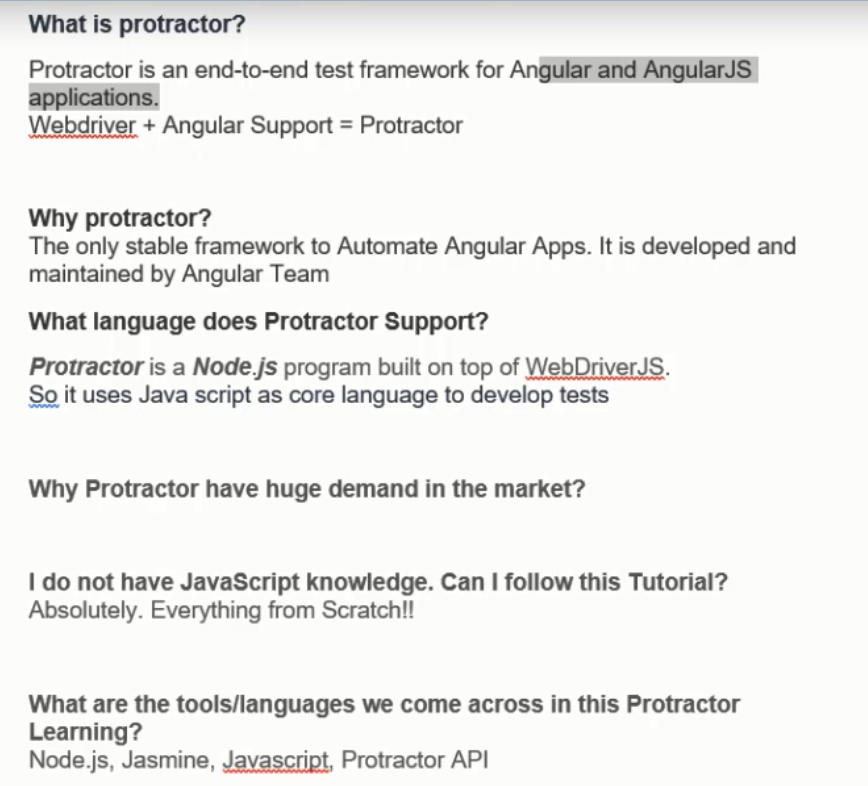 What is protractor?
Protractor is an end-to-end test framework for Angular and AngularJS
applications.
Webdriver + Angular Support = Protractor
Why protractor?
The only stable framework to Automate Angular Apps. It is developed and
maintained by Angular Team
What language does Protractor Support?
Protractor is a Node.js program built on top of WebDriverJS.
So it uses Java script as core language to develop tests
Why Protractor have huge demand in the market?
I do not have JavaScript knowledge. Can I follow this Tutorial?
Absolutely. Everything from Scratch!!
What are the tools/languages we come across in this Protractor
Learning?
Node.js, Jasmine, Javascript, Protractor API